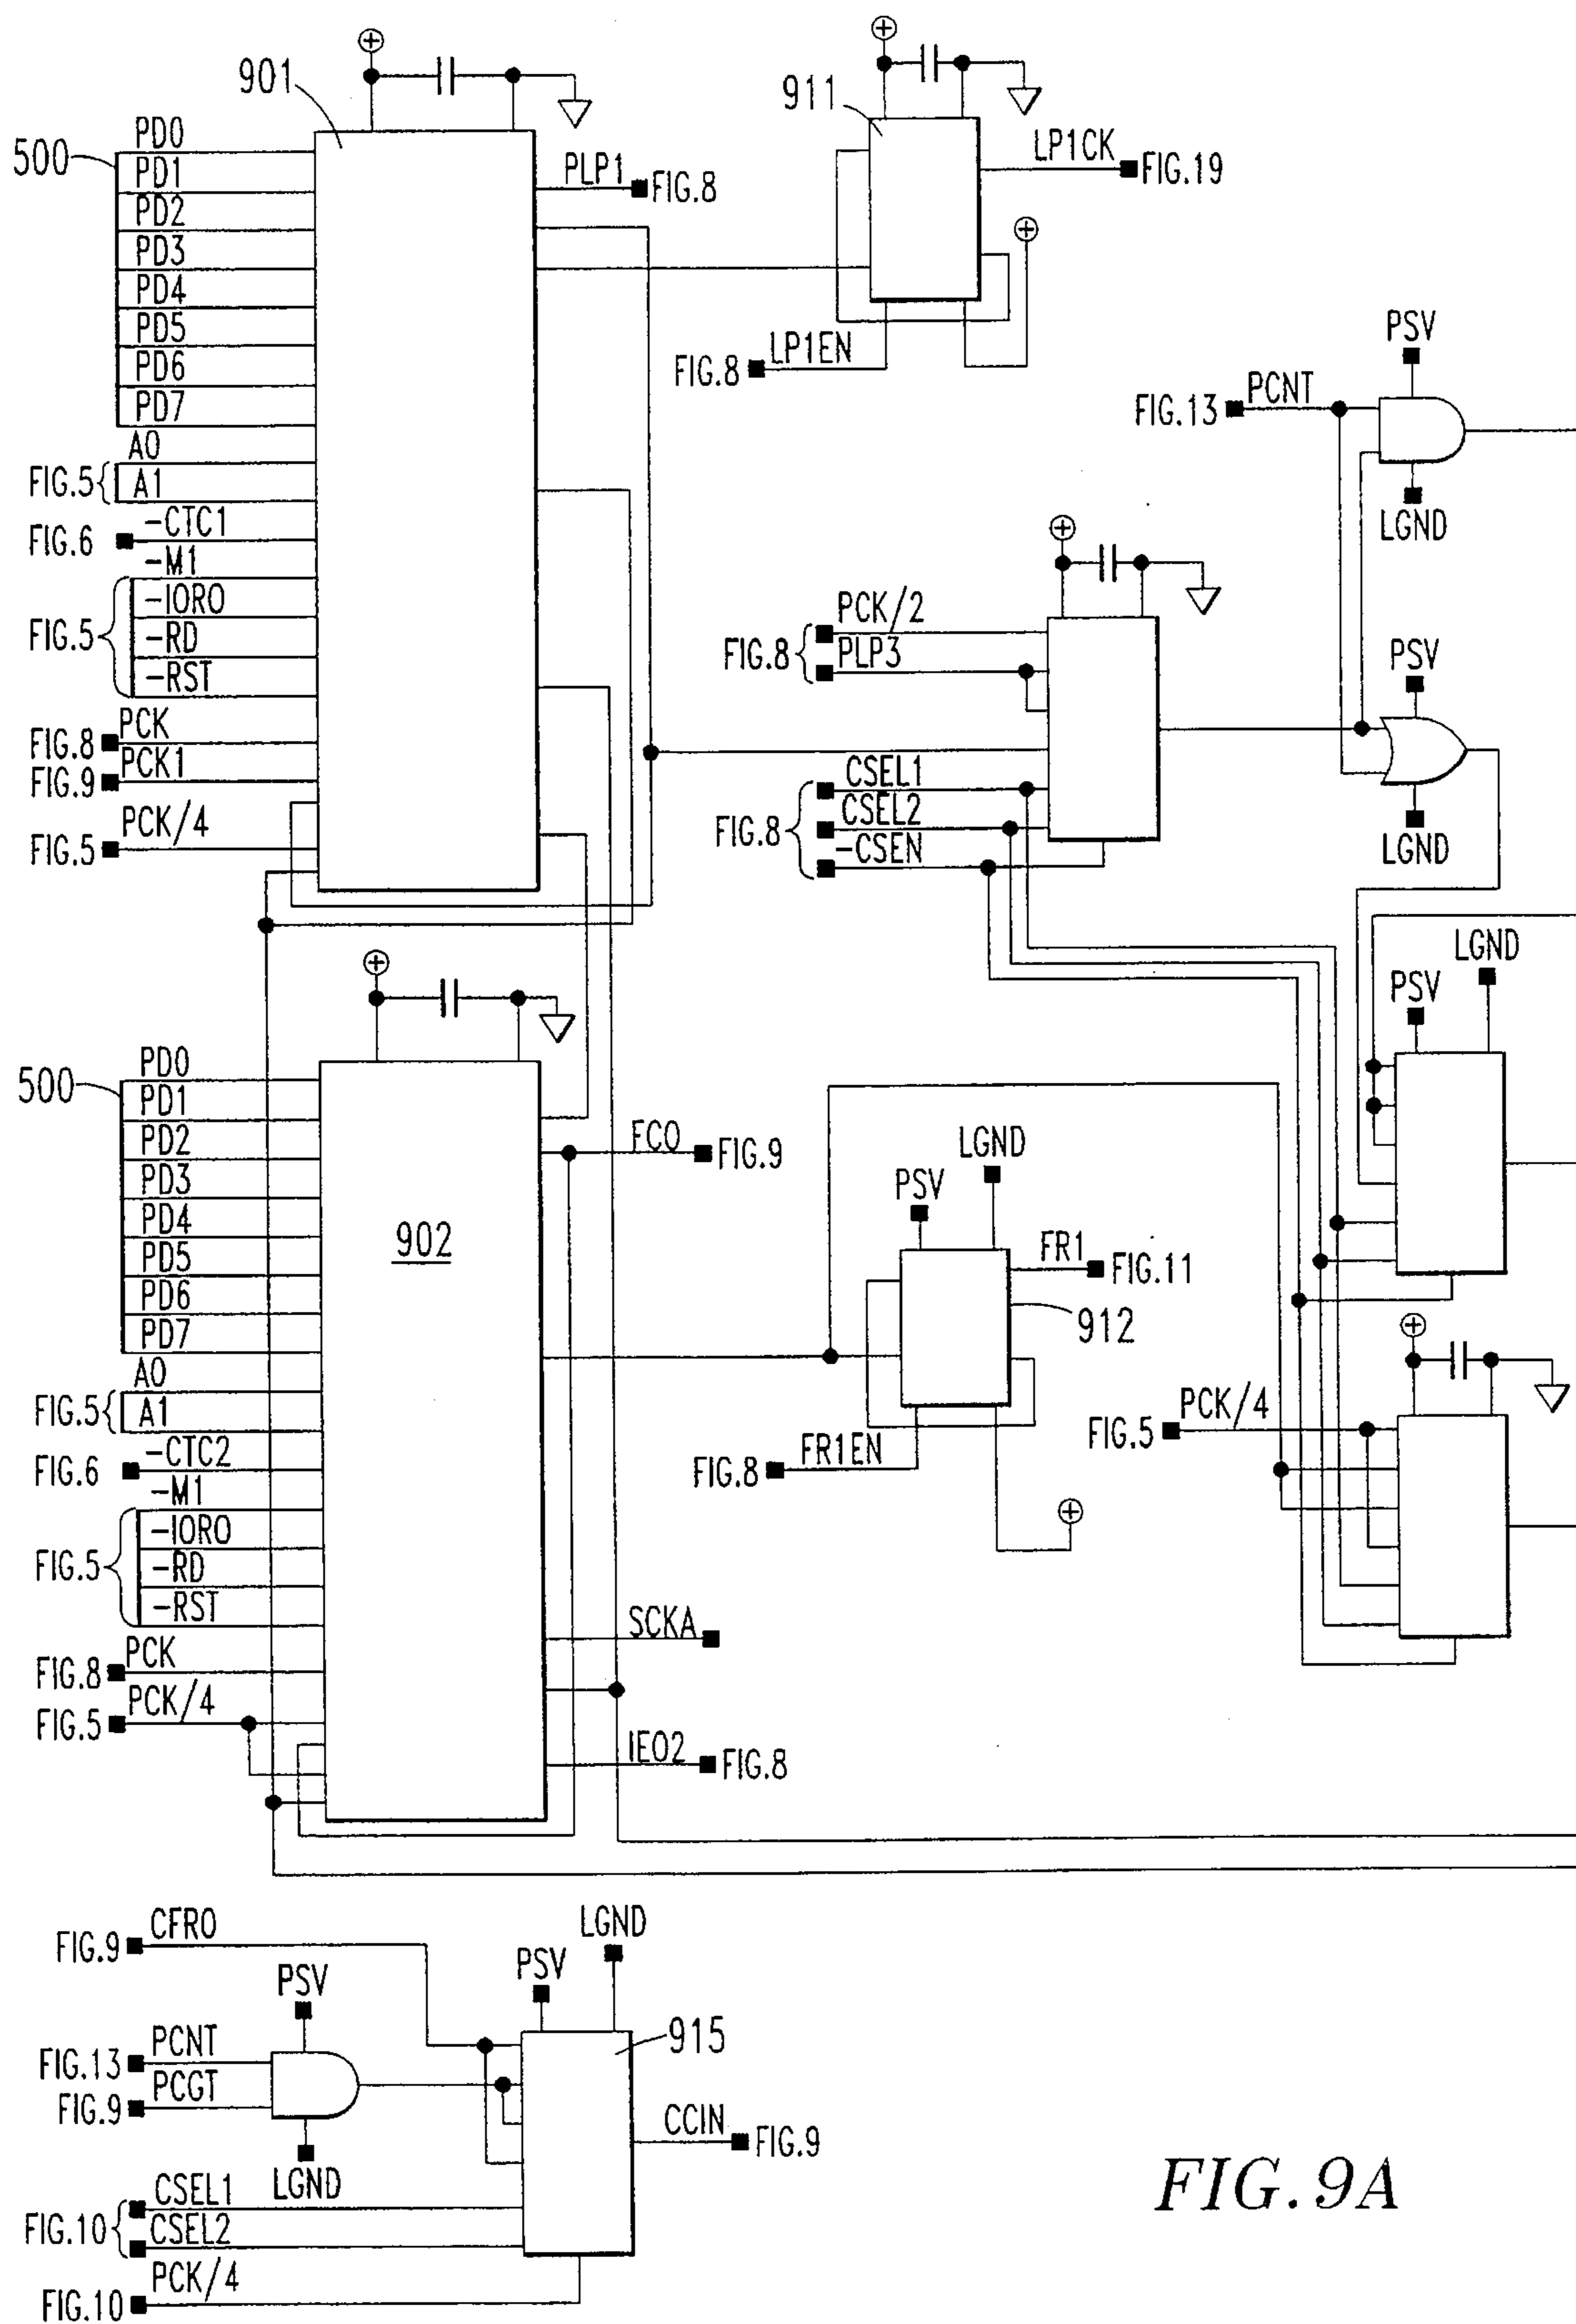 901
500
PD0
PD1
PD2
PD3
PD4
PD5
PD6
PD7
A0
FIG.5 A1
FIG.6 -CTC1
-M1
-IORO
FIG.5 -RD
-RST
FIG.8 PCK
FIG.9 PCK1
FIG.5 PCK/4
PLP1 FIG.8
911
LP1CK FIG.19
FIG.8 LP1EN
FIG.13 PCNT
PSV
LGND
FIG.8 PCK/2
PLP3
PSV
LGND
FIG.8 CSEL1
CSEL2
-CSEN
PSV
LGND
500
PD0
PD1
PD2
PD3
PD4
PD5
PD6
PD7
A0
FIG.5 A1
FIG.6 -CTC2
-M1
-IORO
FIG.5 -RD
-RST
FIG.8 PCK
FIG.5 PCK/4
902
FCO FIG.9
PSV
LGND
FR1 FIG.11
912
FIG.8 FR1EN
FIG.5 PCK/4
SCKA
IEO2 FIG.8
FIG.9 CFRO
PSV
LGND
PSV
LGND
FIG.13 PCNT
FIG.9 PCGT
915
CCIN FIG.9
FIG.10 CSEL1
CSEL2
FIG.10 PCK/4
FIG. 9A